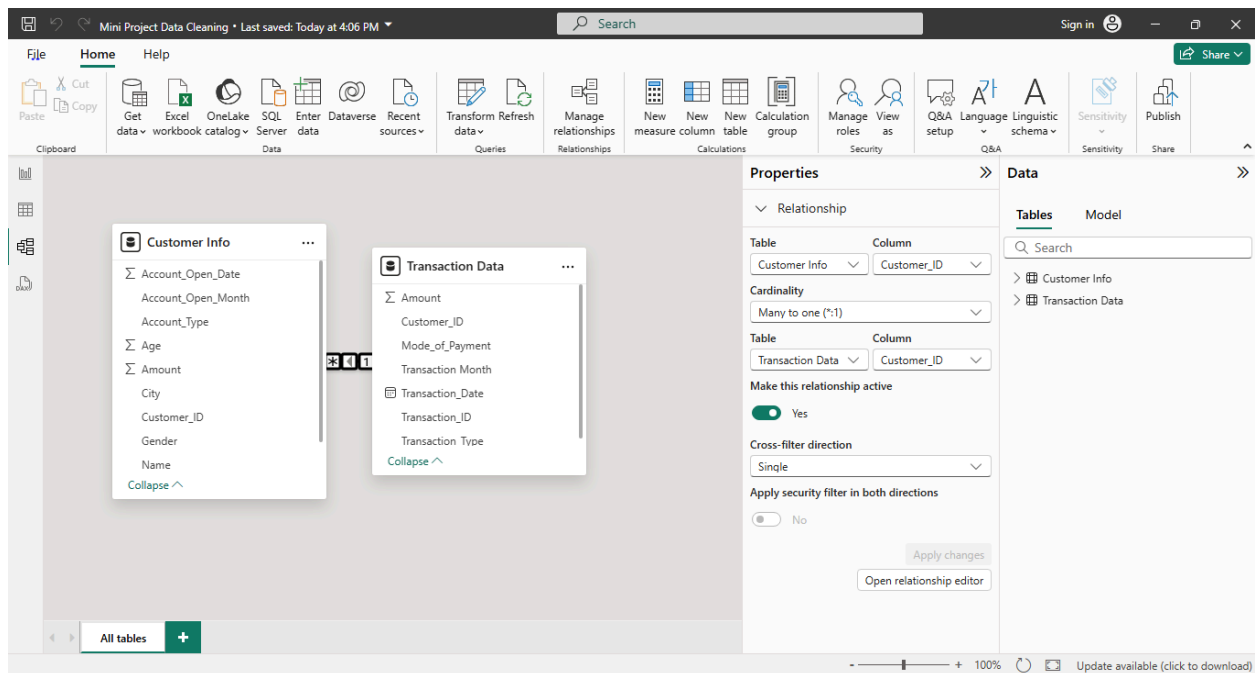 Mini Project Data Cleaning • Last saved: Today at 4:06 PM
Search
Sign in
File Home Help
Share
Paste
Cut
Copy
Clipboard
Get data
Excel workbook
OneLake catalog
SQL Server
Enter data
Dataverse
Recent sources
Data
Transform data
Refresh
Queries
Manage relationships
Relationships
New measure
New column
New table
Calculation group
Calculations
Manage roles
View as
Security
Q&A setup
Language
Linguistic schema
Q&A
Sensitivity
Sensitivity
Publish
Share
DAX
Customer Info
Account_Open_Date
Account_Open_Month
Account_Type
Age
Amount
City
Customer_ID
Gender
Name
Collapse
* 1
Transaction Data
Amount
Customer_ID
Mode_of_Payment
Transaction Month
Transaction_Date
Transaction_ID
Transaction Type
Collapse
Properties
Relationship
Table Column
Customer Info Customer_ID
Cardinality
Many to one (*:1)
Table Column
Transaction Data Customer_ID
Make this relationship active
Yes
Cross-filter direction
Single
Apply security filter in both directions
No
Apply changes
Open relationship editor
Data
Tables Model
Search
Customer Info
Transaction Data
All tables +
- + 100% Update available (click to download)